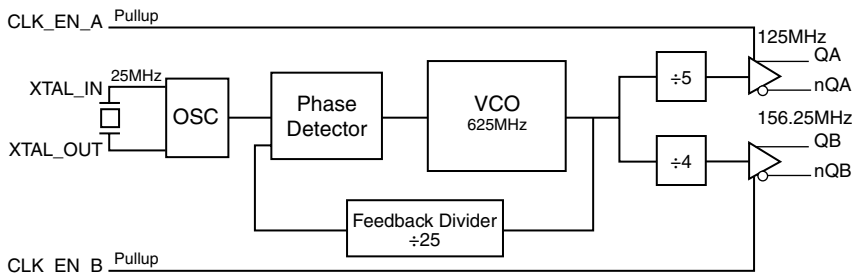 CLK_EN_A Pullup
125MHz
QA
nQA
XTAL_IN 25MHz
OSC
XTAL_OUT
Phase
Detector
VCO
625MHz
÷5
÷4
156.25MHz
QB
nQB
Feedback Divider
÷25
CLK_EN_B Pullup